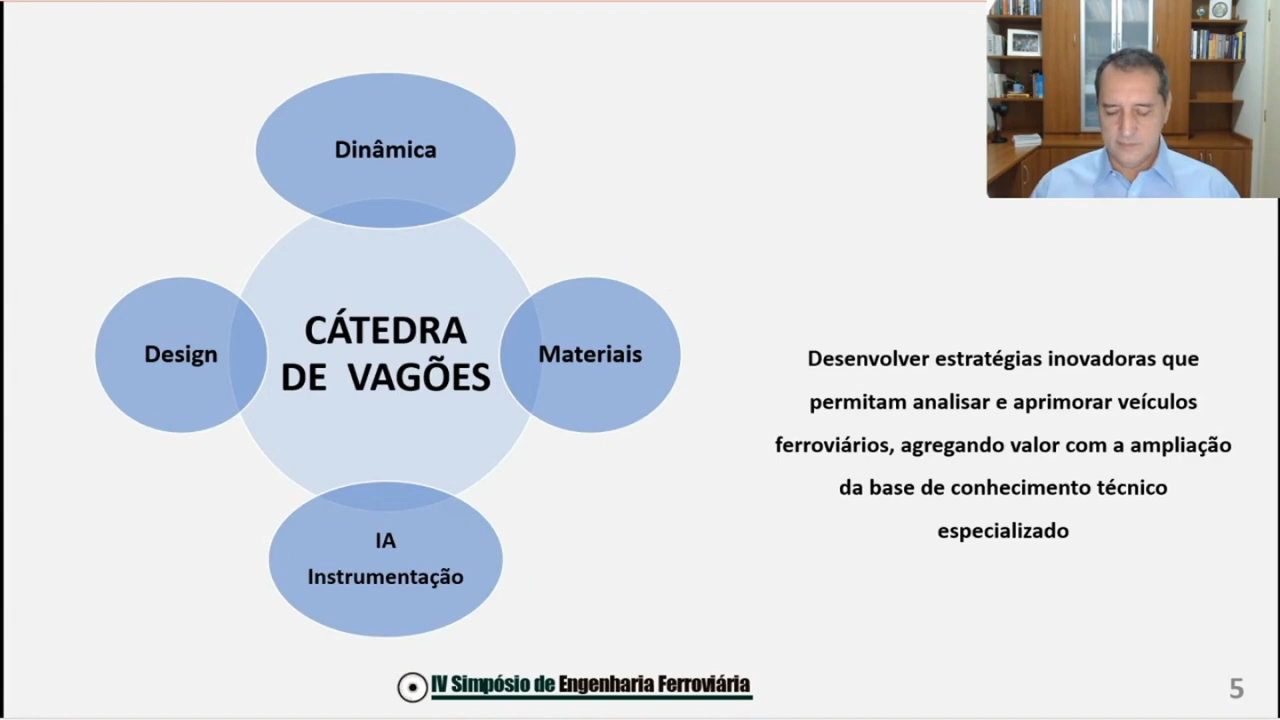 Dinâmica
Design
CÁTEDRA
DE VAGÕES
Materiais
IA
Instrumentação
Desenvolver estratégias inovadoras que
permitam analisar e aprimorar veículos
ferroviários, agregando valor com a ampliação
da base de conhecimento técnico
especializado
IV Simpósio de Engenharia Ferroviária
5